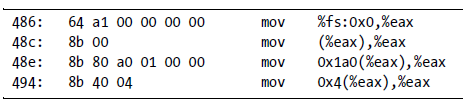 486: 64 a1 00 00 00 00 mov %fs:0x0,%eax
48c: 8b 00 mov (%eax),%eax
48e: 8b 80 a0 01 00 00 mov 0x1a0(%eax),%eax
494: 8b 40 04 mov 0x4(%eax),%eax